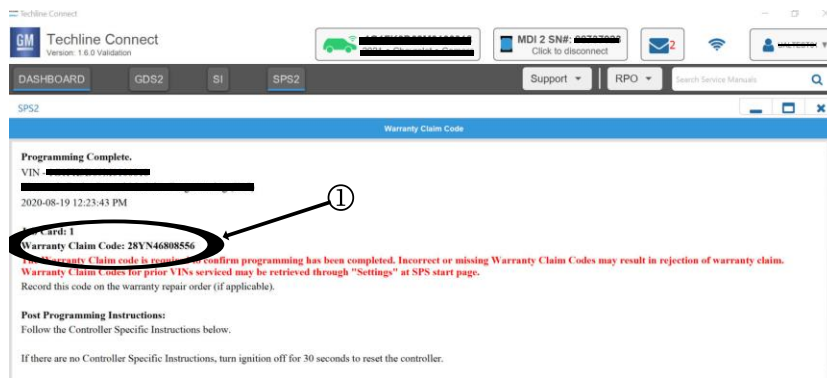 Techline Connect
GM
Techline Connect
Version: 1.6.0 Validation
MDI 2 SN#:
Click to disconnect
2
DASHBOARD
GDS2
SI
SPS2
Support
RPO
Search Service Manuals
SPS2
Warranty Claim Code
Programming Complete.
VIN -
2020-08-19 12:23:43 PM
1
Card: 1
Warranty Claim Code: 28YN46808556
The Warranty Claim code is required to confirm programming has been completed. Incorrect or missing Warranty Claim Codes may result in rejection of warranty claim.
Warranty Claim Codes for prior VINs serviced may be retrieved through "Settings" at SPS start page.
Record this code on the warranty repair order (if applicable).
Post Programming Instructions:
Follow the Controller Specific Instructions below.
If there are no Controller Specific Instructions, turn ignition off for 30 seconds to reset the controller.